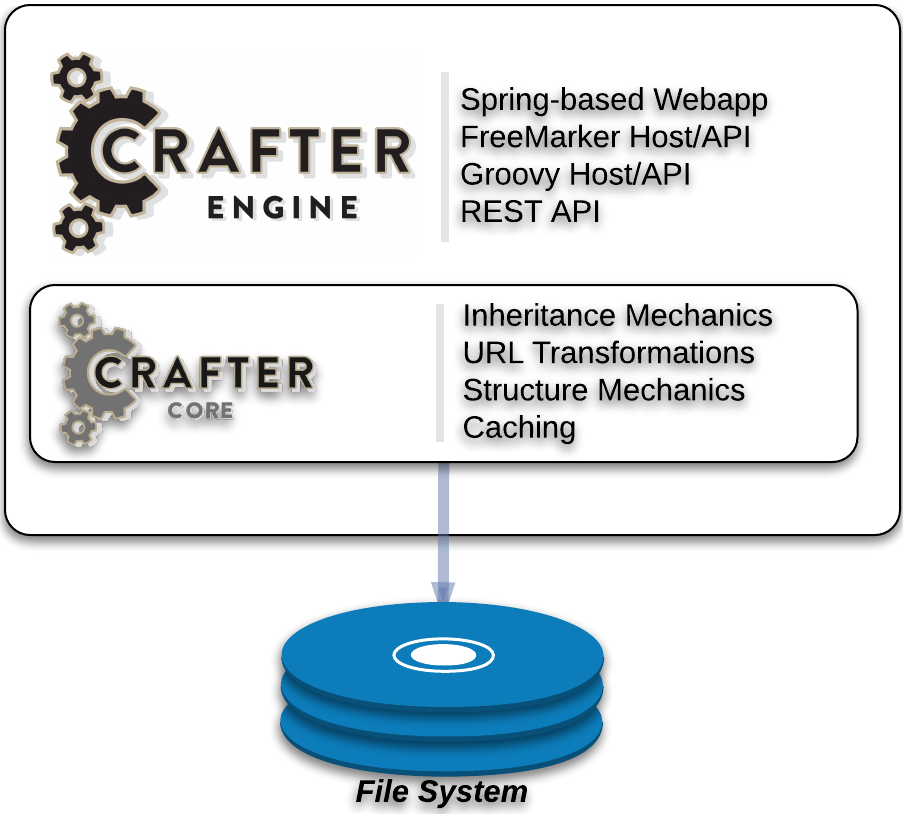 CRAFTER
ENGINE
Spring-based Webapp
FreeMarker Host/API
Groovy Host/API
REST API
CRAFTER
CORE
Inheritance Mechanics
URL Transformations
Structure Mechanics
Caching
File System